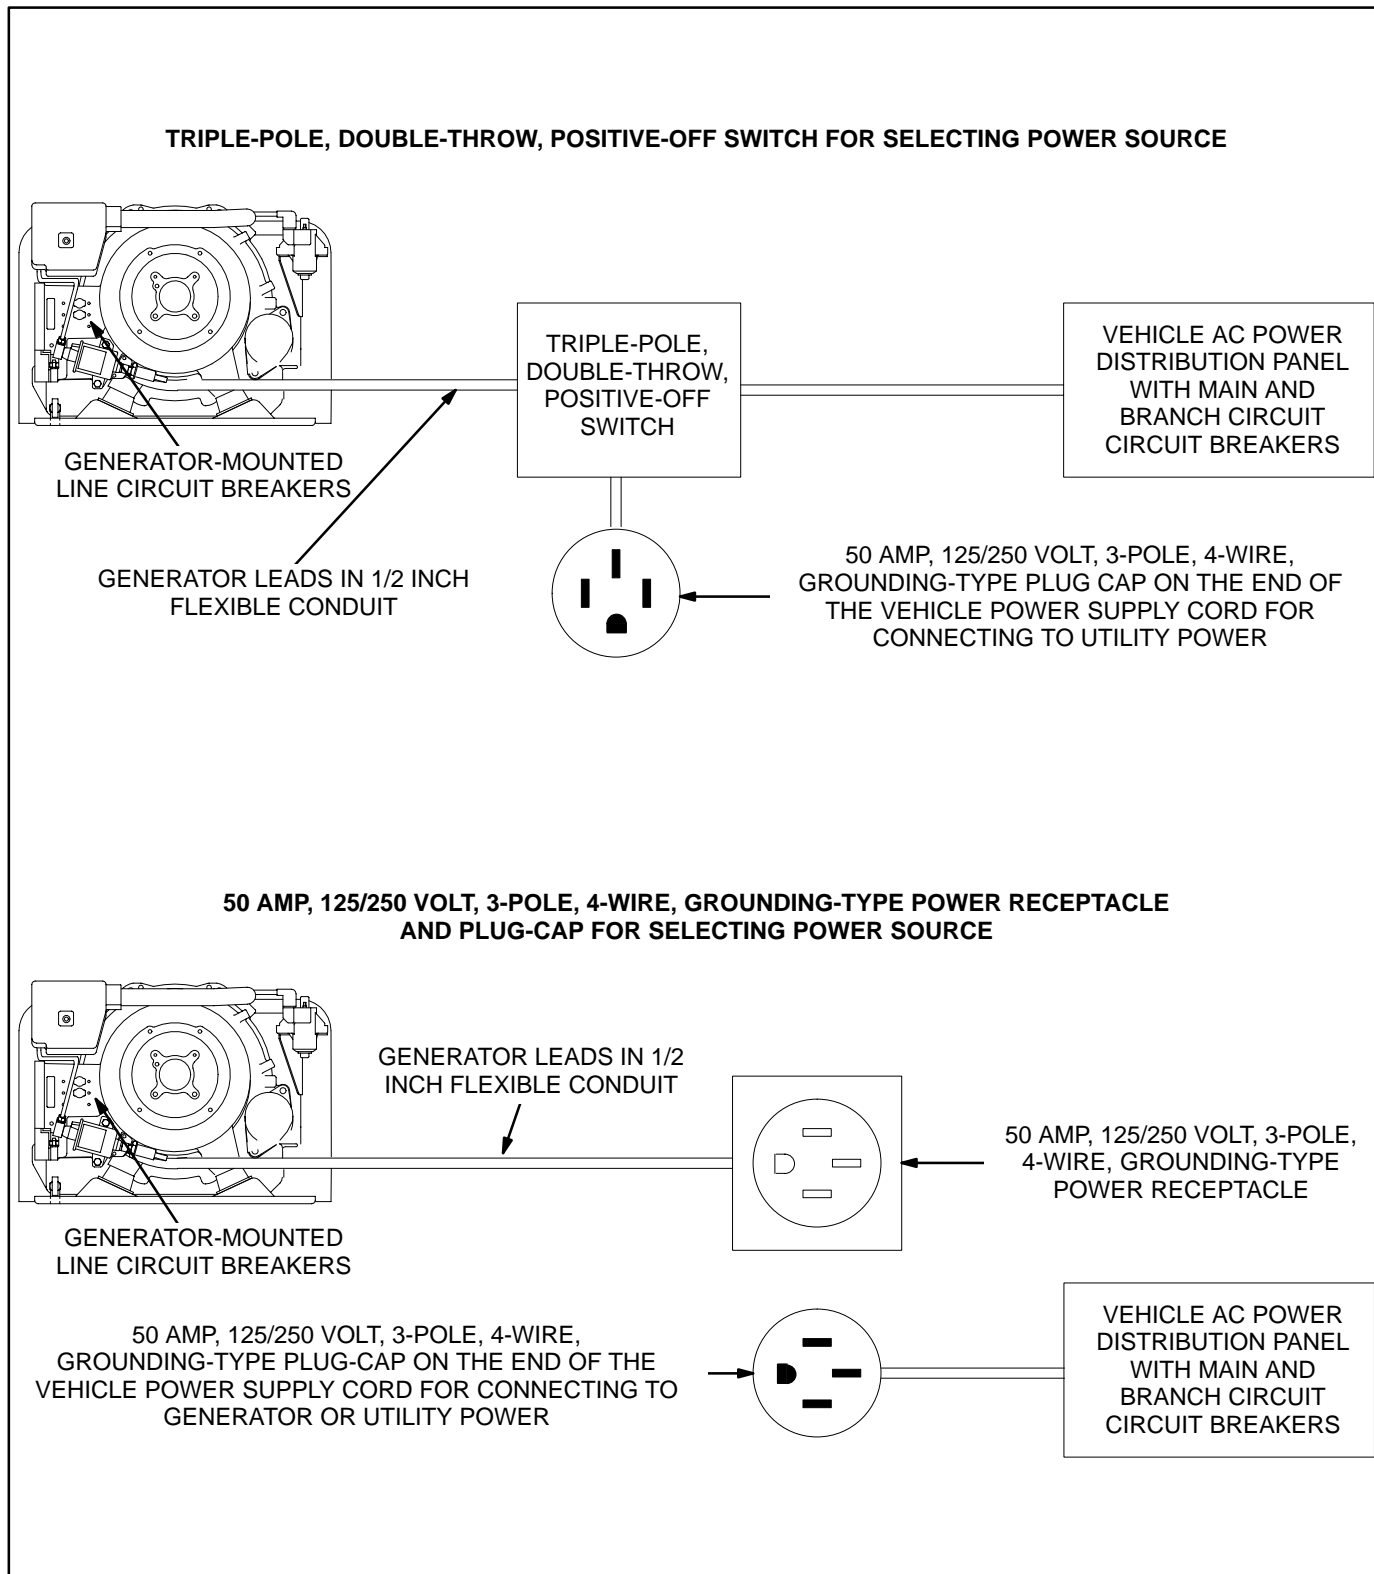 TRIPLE-POLE, DOUBLE-THROW, POSITIVE-OFF SWITCH FOR SELECTING POWER SOURCE
TRIPLE-POLE,
DOUBLE-THROW,
POSITIVE-OFF
SWITCH
VEHICLE AC POWER
DISTRIBUTION PANEL
WITH MAIN AND
BRANCH CIRCUIT
CIRCUIT BREAKERS
GENERATOR-MOUNTED
LINE CIRCUIT BREAKERS
GENERATOR LEADS IN 1/2 INCH
FLEXIBLE CONDUIT
50 AMP, 125/250 VOLT, 3-POLE, 4-WIRE,
GROUNDING-TYPE PLUG CAP ON THE END OF
THE VEHICLE POWER SUPPLY CORD FOR
CONNECTING TO UTILITY POWER
50 AMP, 125/250 VOLT, 3-POLE, 4-WIRE, GROUNDING-TYPE POWER RECEPTACLE
AND PLUG-CAP FOR SELECTING POWER SOURCE
GENERATOR LEADS IN 1/2
INCH FLEXIBLE CONDUIT
50 AMP, 125/250 VOLT, 3-POLE,
4-WIRE, GROUNDING-TYPE
POWER RECEPTACLE
GENERATOR-MOUNTED
LINE CIRCUIT BREAKERS
50 AMP, 125/250 VOLT, 3-POLE, 4-WIRE,
GROUNDING-TYPE PLUG-CAP ON THE END OF THE
VEHICLE POWER SUPPLY CORD FOR CONNECTING TO
GENERATOR OR UTILITY POWER
VEHICLE AC POWER
DISTRIBUTION PANEL
WITH MAIN AND
BRANCH CIRCUIT
CIRCUIT BREAKERS